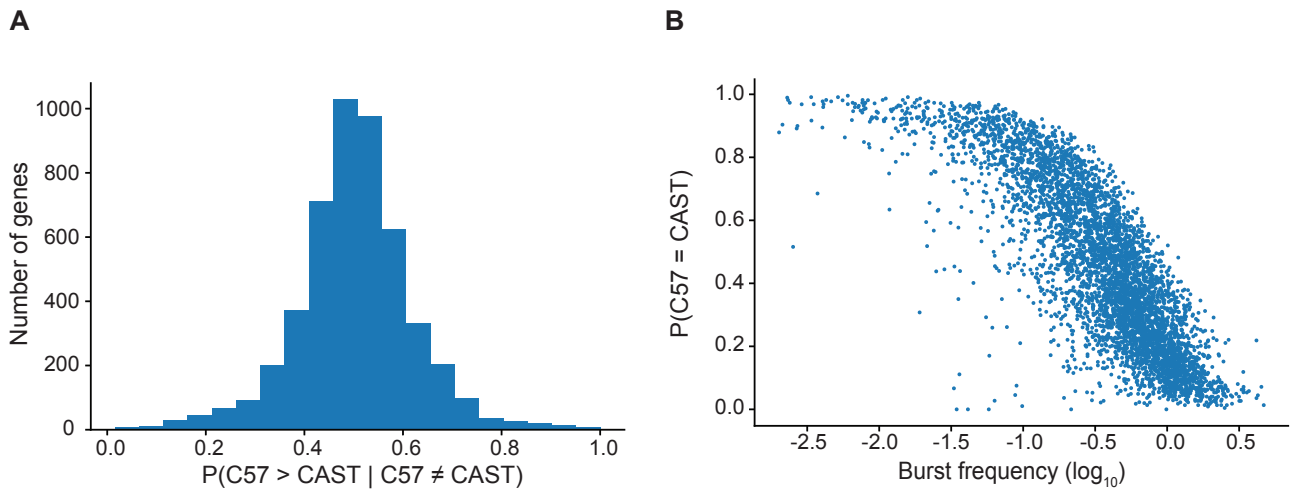 A
Number of genes
1000
800
600
400
200
0
0.0 0.2 0.4 0.6 0.8 1.0
P(C57 > CAST | C57 ≠ CAST)
B
P(C57 = CAST)
1.0
0.8
0.6
0.4
0.2
0.0
-2.5 -2.0 -1.5 -1.0 -0.5 0.0 0.5
Burst frequency (log₁₀)